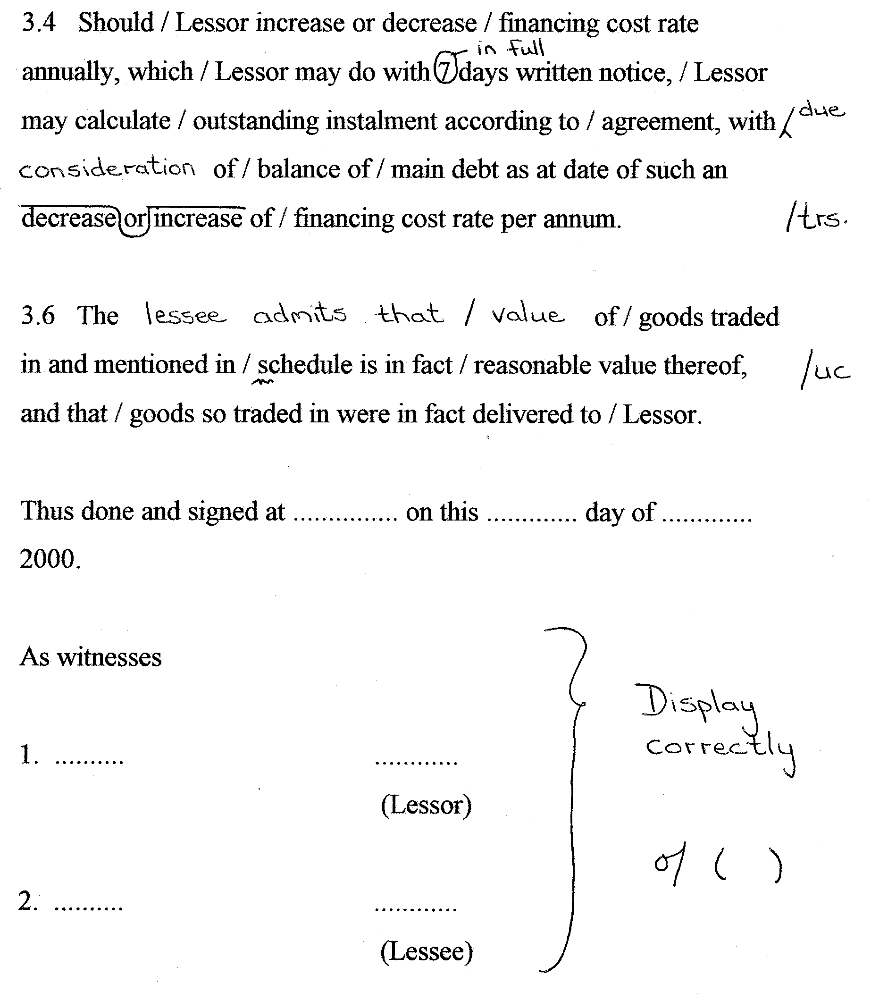 3.4 Should / Lessor increase or decrease / financing cost rate
in full
annually, which / Lessor may do with 7 days written notice, / Lessor
may calculate / outstanding instalment according to / agreement, with / due
consideration of / balance of / main debt as at date of such an
decrease or increase of / financing cost rate per annum. /trs.
3.6 The lessee admits that / value of / goods traded
in and mentioned in / schedule is in fact / reasonable value thereof, /uc
and that / goods so traded in were in fact delivered to / Lessor.
Thus done and signed at ............... on this ............. day of .............
2000.
As witnesses
Display
correctly
1. .......... ............
(Lessor)
( )
2. .......... ............
(Lessee)